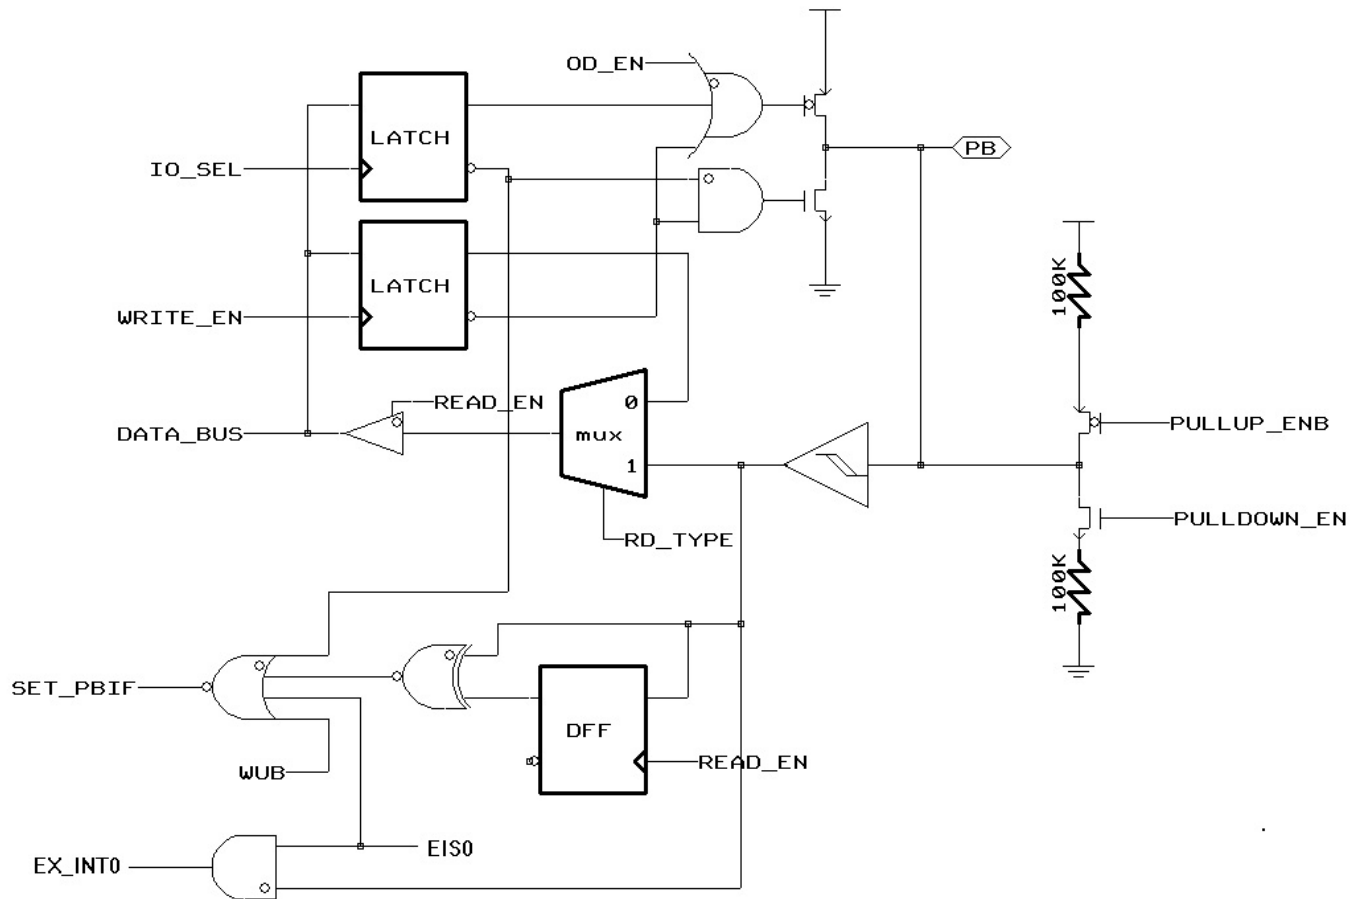 OD_EN
LATCH
IO_SEL
PB
LATCH
WRITE_EN
100K
READ_EN
0
DATA_BUS
mux
1
PULLUP_ENB
RD_TYPE
PULLDOWN_EN
100K
SET_PBIF
DFF
WUB
READ_EN
EIS0
EX_INT0